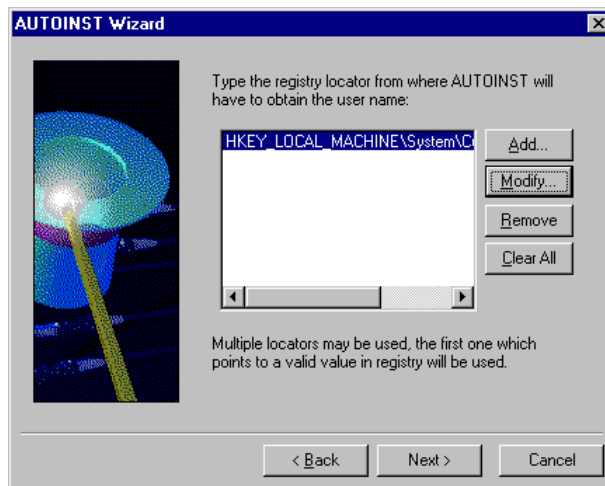 AUTOINST Wizard
Type the registry locator from where AUTOINST will
have to obtain the user name:
HKEY_LOCAL_MACHINE\System\Cu
Add...
Modify...
Remove
Clear All
Multiple locators may be used, the first one which
points to a valid value in registry will be used.
< Back
Next >
Cancel